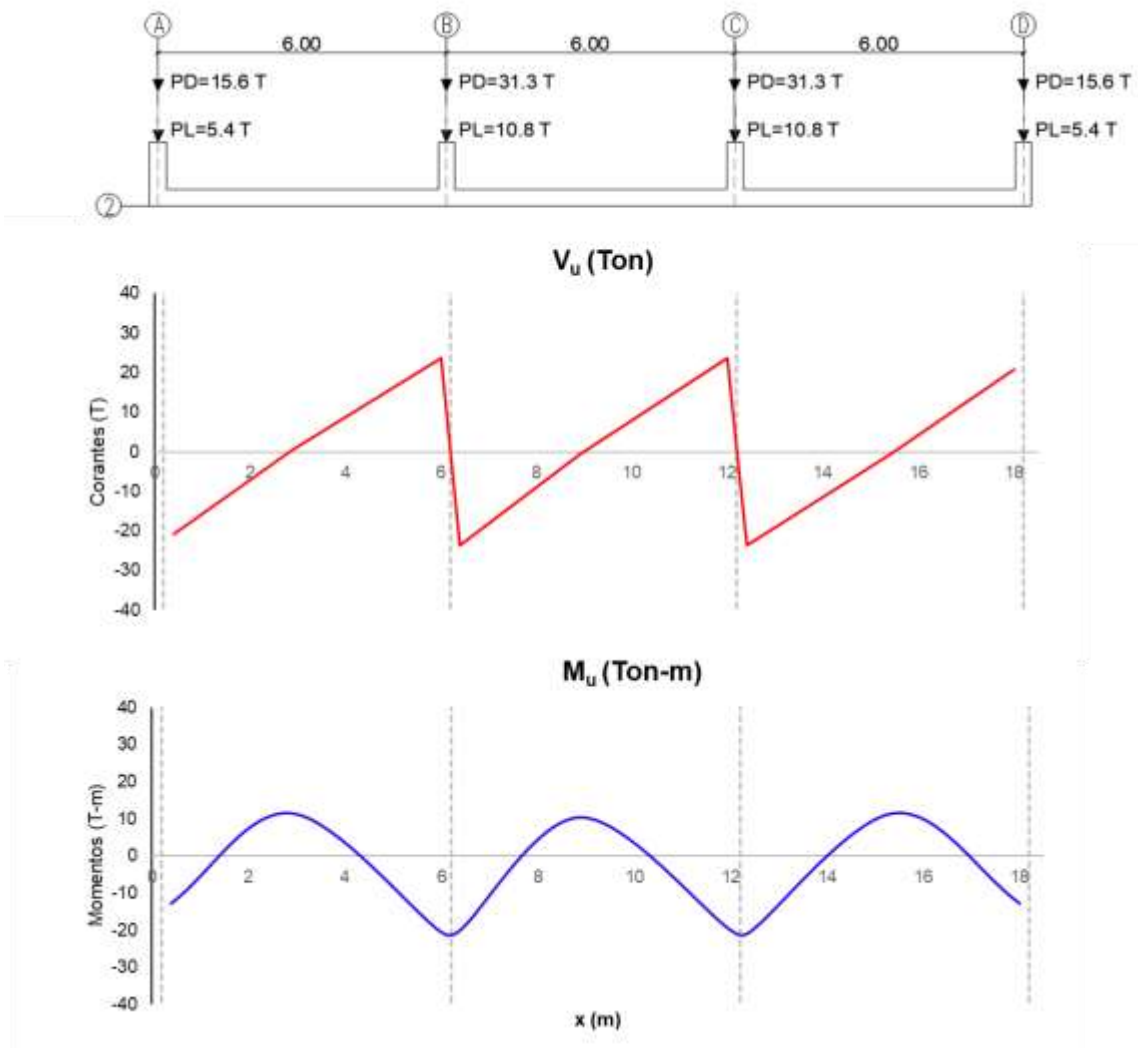 A B C D
6.00 6.00 6.00
PD=15.6 T PD=31.3 T PD=31.3 T PD=15.6 T
PL=5.4 T PL=10.8 T PL=10.8 T PL=5.4 T
2
Vu (Ton)
40
30
20
10
0
-10
-20
-30
-40
Corantes (T)
0 2 4 6 8 10 12 14 16 18
Mu (Ton-m)
40
30
20
10
0
-10
-20
-30
-40
Momentos (T-m)
0 2 4 6 8 10 12 14 16 18
x (m)